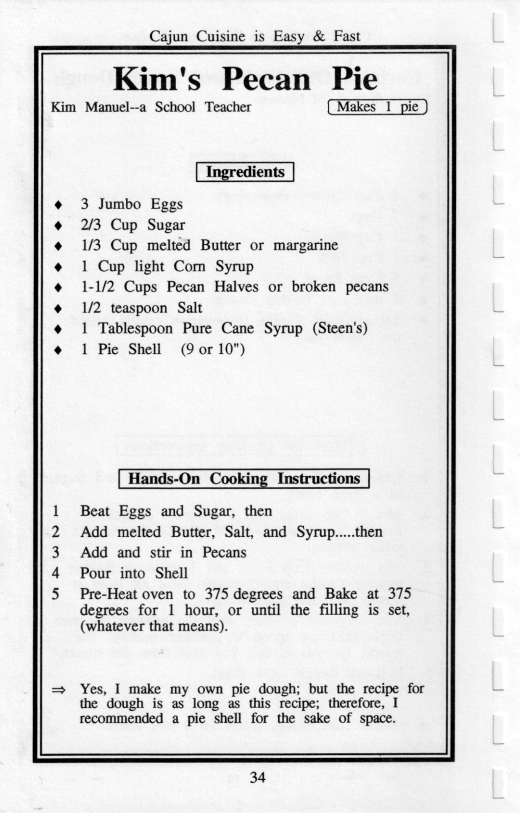 Cajun Cuisine is Easy & Fast
Kim's Pecan Pie
Kim Manuel--a School Teacher
Makes 1 pie
Ingredients
♦ 3 Jumbo Eggs
♦ 2/3 Cup Sugar
♦ 1/3 Cup melted Butter or margarine
♦ 1 Cup light Corn Syrup
♦ 1-1/2 Cups Pecan Halves or broken pecans
♦ 1/2 teaspoon Salt
♦ 1 Tablespoon Pure Cane Syrup (Steen's)
♦ 1 Pie Shell (9 or 10")
Hands-On Cooking Instructions
1 Beat Eggs and Sugar, then
2 Add melted Butter, Salt, and Syrup.....then
3 Add and stir in Pecans
4 Pour into Shell
5 Pre-Heat oven to 375 degrees and Bake at 375
degrees for 1 hour, or until the filling is set,
(whatever that means).
⇒ Yes, I make my own pie dough; but the recipe for
the dough is as long as this recipe; therefore, I
recommended a pie shell for the sake of space.
34